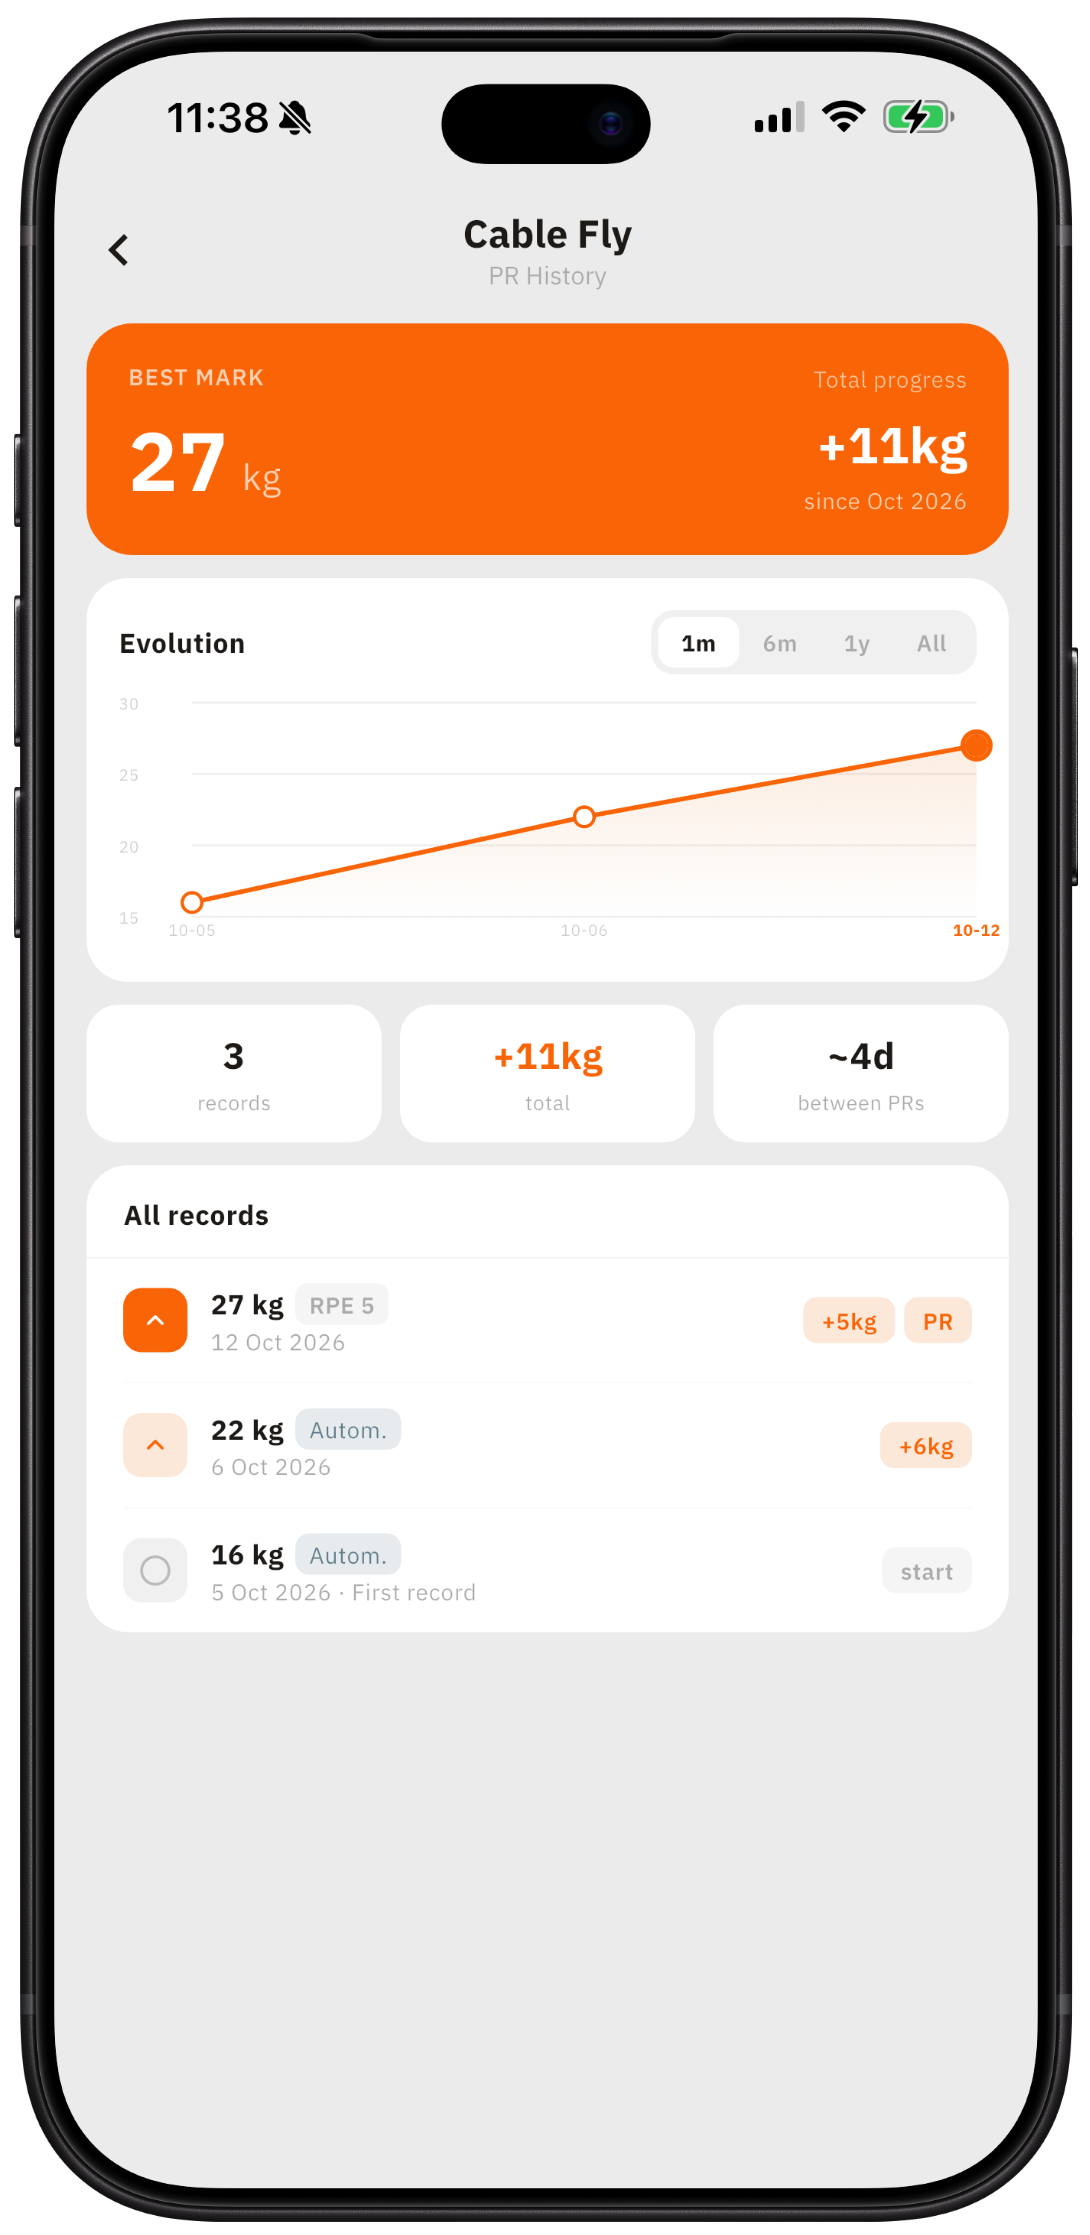 11:38
Cable Fly
PR History
BEST MARK
27 kg
Total progress
+11kg
since Oct 2026
Evolution
1m 6m 1y All
30
25
20
15
10-05 10-06 10-12
3
records
+11kg
total
~4d
between PRs
All records
27 kg RPE 5
12 Oct 2026
+5kg PR
22 kg Autom.
6 Oct 2026
+6kg
16 kg Autom.
5 Oct 2026 · First record
start